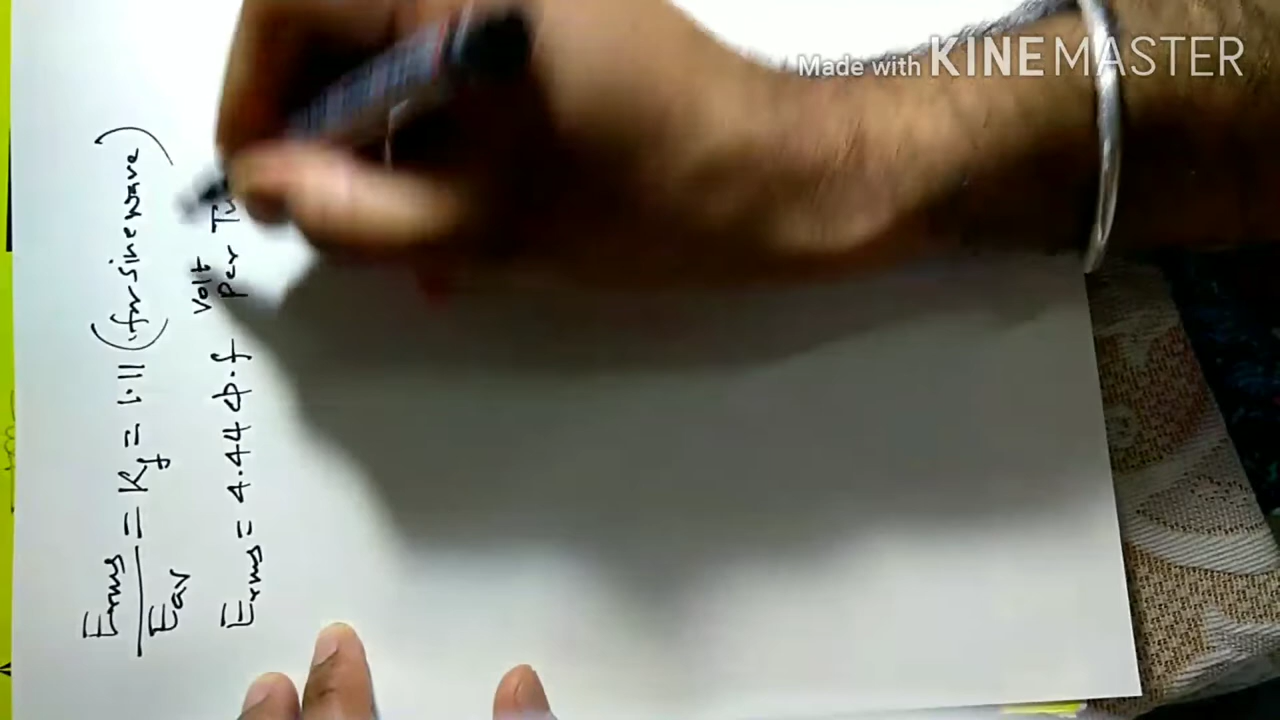 Made with KINEMASTER
Erms / Eav = Kf = 1.11 (for sine wave)
Erms = 4.44 ф.f Volt per